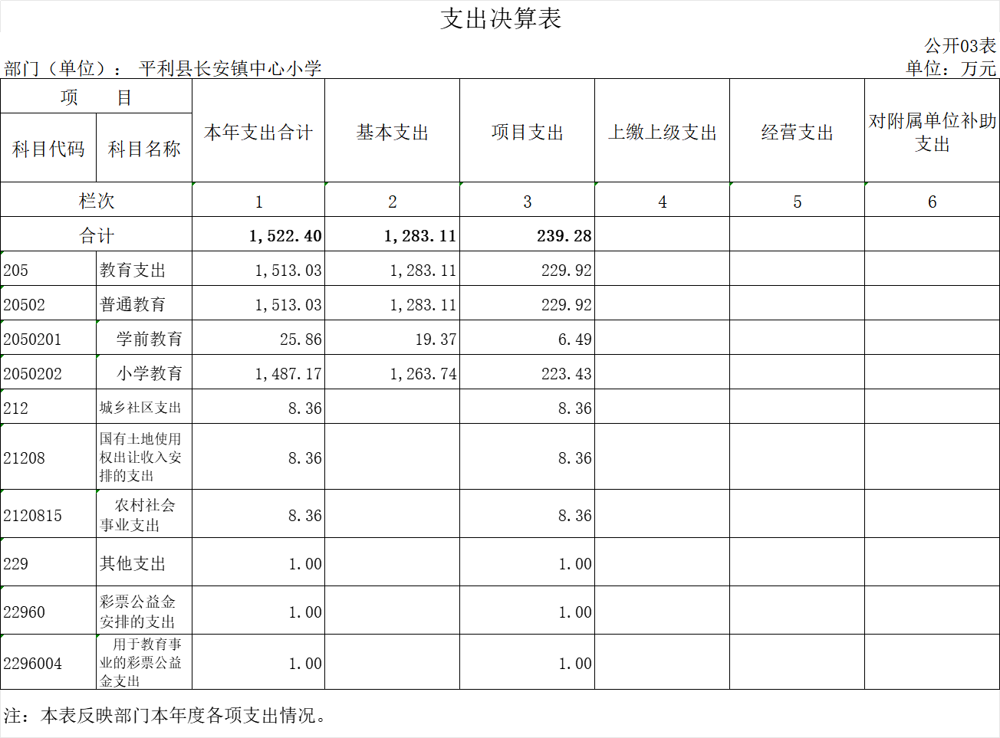 支出决算表
公开03表
部门（单位）： 平利县长安镇中心小学 单位：万元
项 目 本年支出合计 基本支出 项目支出 上缴上级支出 经营支出 对附属单位补助
支出
科目代码 科目名称
栏次 1 2 3 4 5 6
合计 1,522.40 1,283.11 239.28
205 教育支出 1,513.03 1,283.11 229.92
20502 普通教育 1,513.03 1,283.11 229.92
2050201 学前教育 25.86 19.37 6.49
2050202 小学教育 1,487.17 1,263.74 223.43
212 城乡社区支出 8.36 8.36
21208 国有土地使用
权出让收入安
排的支出 8.36 8.36
2120815 农村社会
事业支出 8.36 8.36
229 其他支出 1.00 1.00
22960 彩票公益金
安排的支出 1.00 1.00
2296004 用于教育事
业的彩票公益
金支出 1.00 1.00
注：本表反映部门本年度各项支出情况。